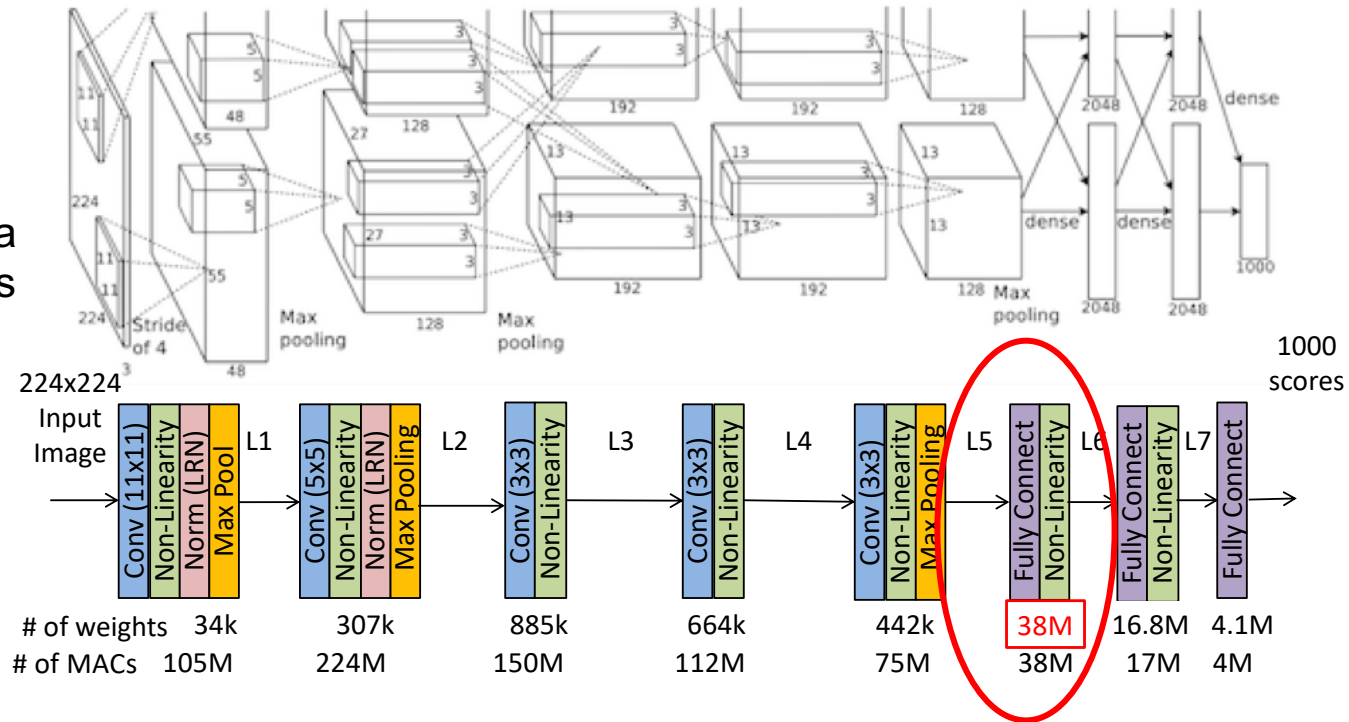 11
11
5
5
48
3
3
3
3
192
3
3
192
128
2048
2048
dense
55
27
128
13
13
13
224
5
5
3
3
3
3
3
3
13
13
13
dense
dense
1000
a
s
11
11
55
27
3
3
192
192
128
Max
pooling
2048
2048
224
Stride
of 4
Max
pooling
128
Max
pooling
3
48
1000
scores
224x224
Input
Image
Conv (11x11)
Non-Linearity
Norm (LRN)
Max Pool
L1
Conv (5x5)
Non-Linearity
Norm (LRN)
Max Pooling
L2
Conv (3x3)
Non-Linearity
L3
Conv (3x3)
Non-Linearity
L4
Conv (3x3)
Non-Linearity
Max Pooling
L5
Fully Connect
Non-Linearity
L6
Fully Connect
Non-Linearity
L7
Fully Connect
# of weights 34k 307k 885k 664k 442k 38M 16.8M 4.1M
# of MACs 105M 224M 150M 112M 75M 38M 17M 4M